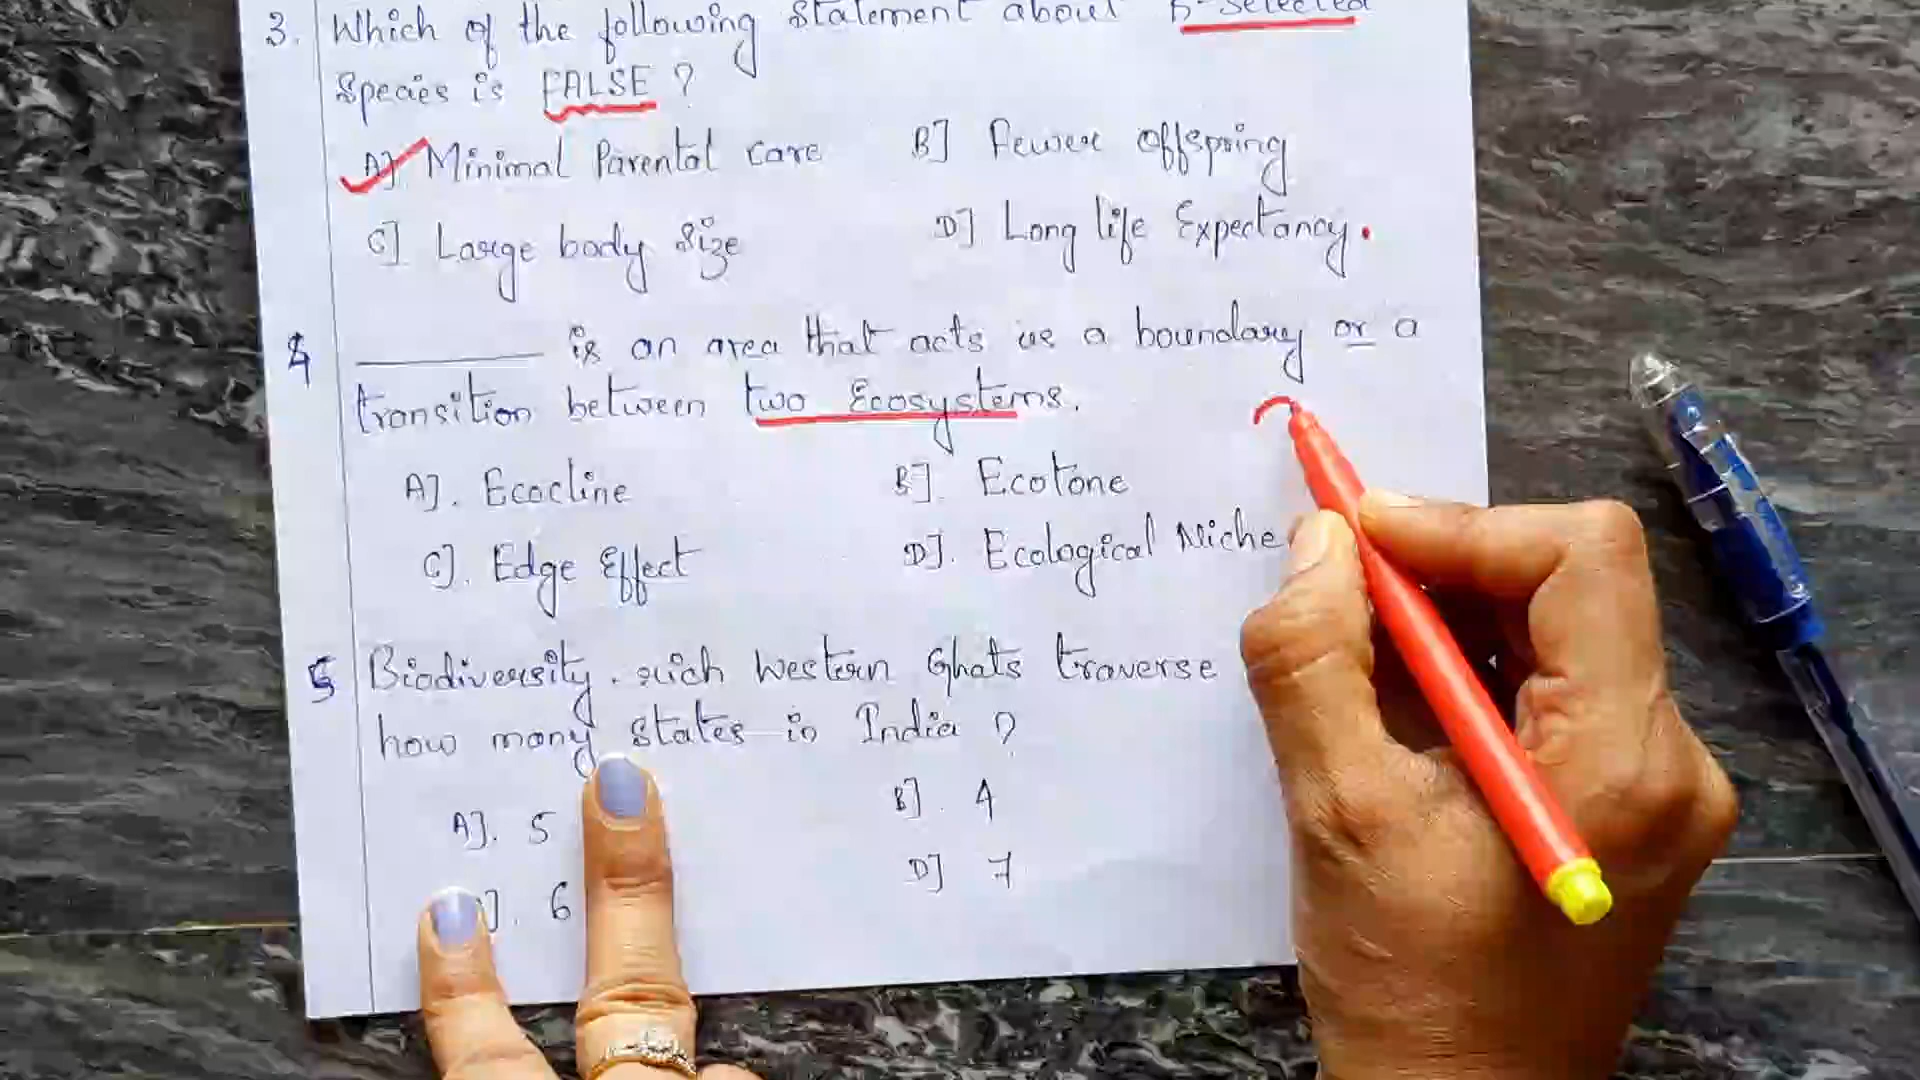 3. Which of the following statement about K-selected
Species is FALSE ?
A] Minimal Parental care B] Fewer offspring
C] Large body size D] Long life Expectancy.
4 ________ is an area that acts as a boundary or a
transition between two Ecosystems.
A]. Ecocline B]. Ecotone
C]. Edge Effect D]. Ecological Niche
5 Biodiversity. rich Western Ghats traverse
how many states in India ?
A]. 5 B]. 4
]. 6 D] 7